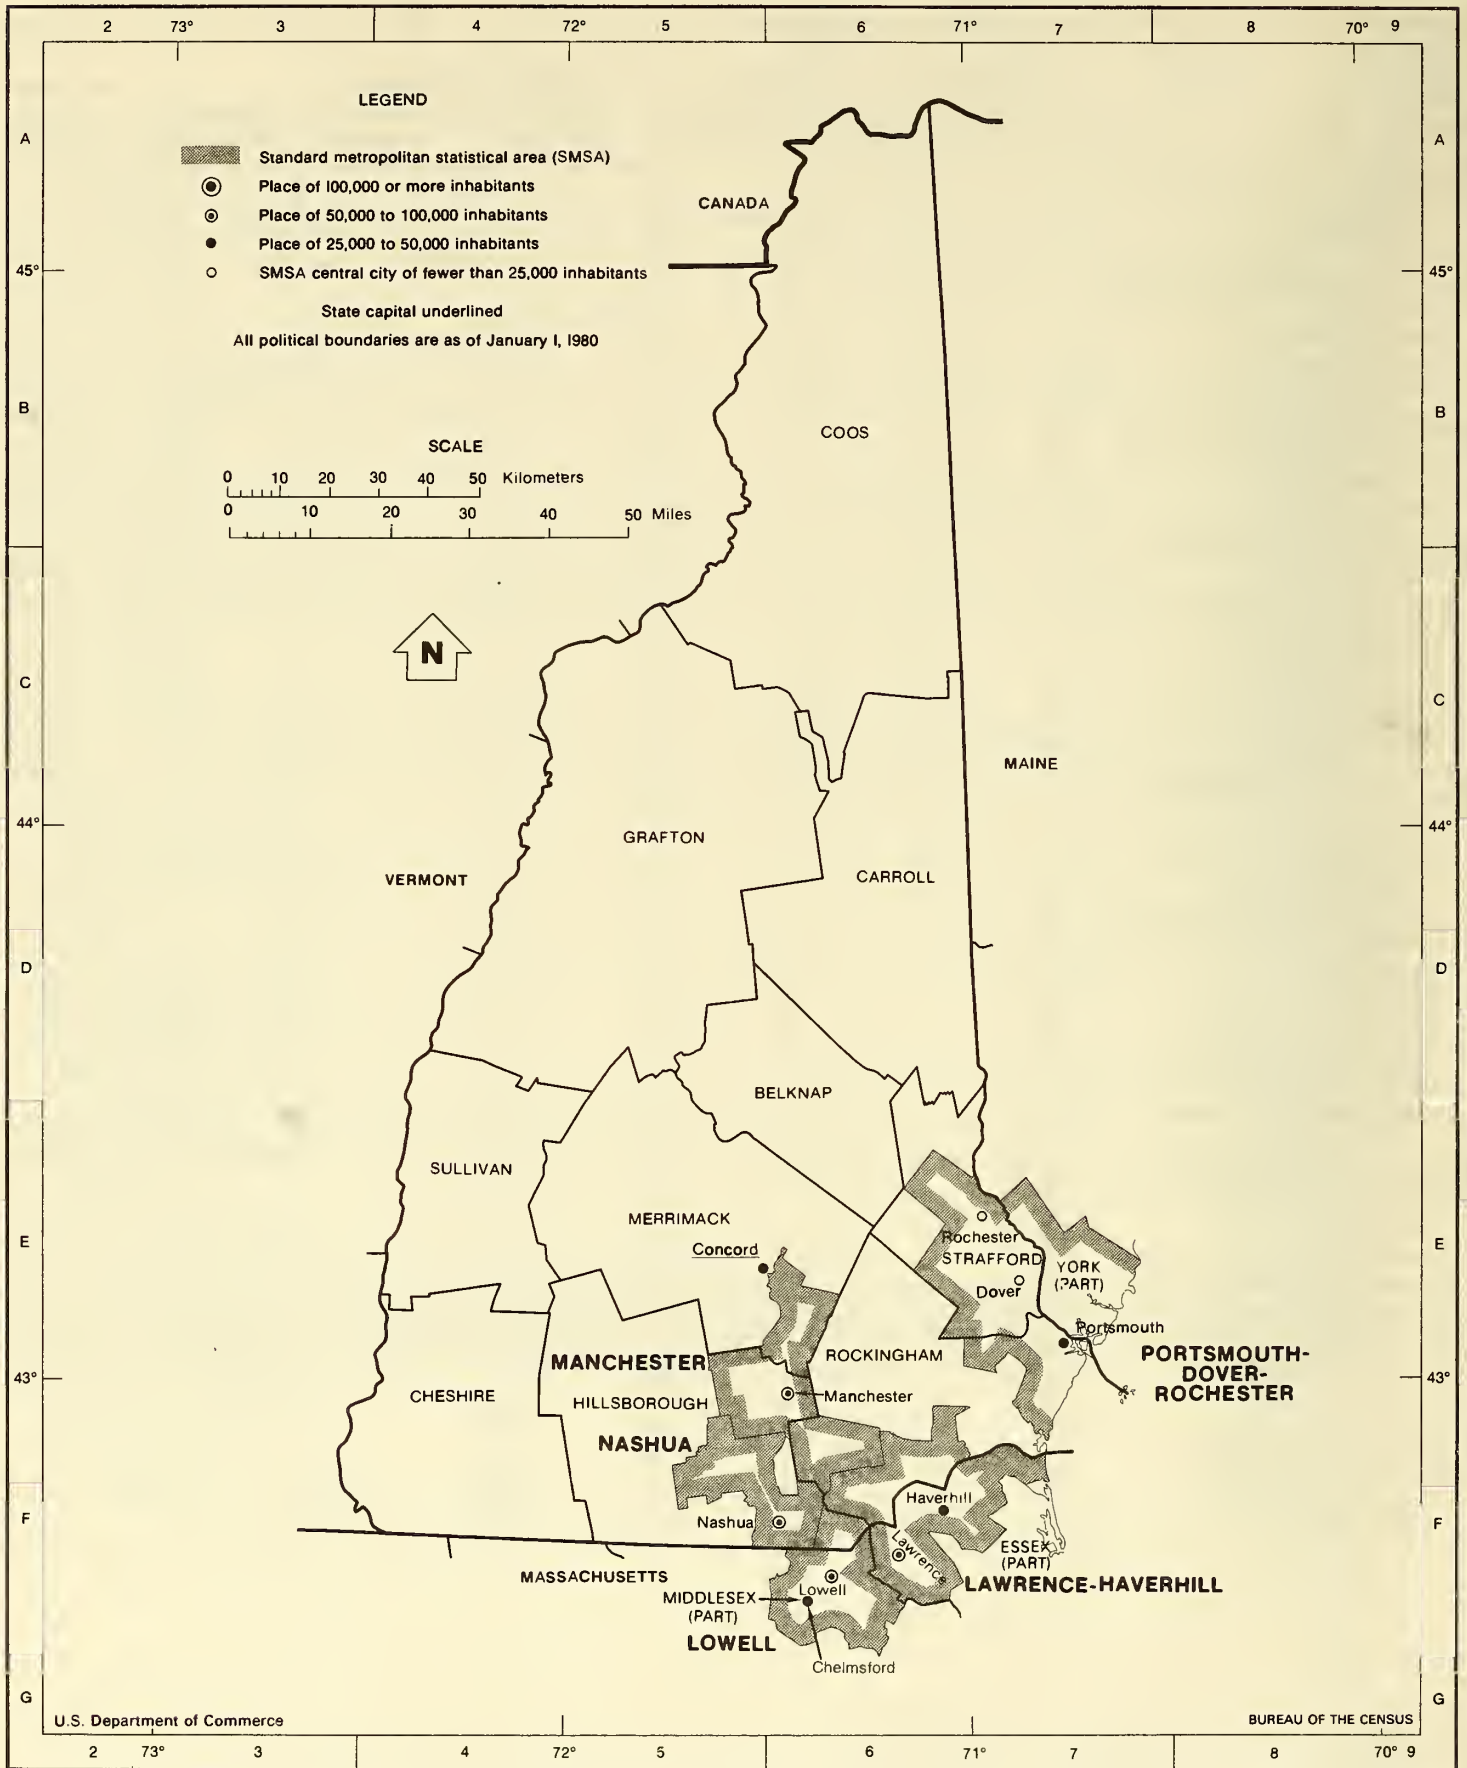 2 73° 3 4 72° 5 6 71° 7 8 70° 9
LEGEND
A A
Standard metropolitan statistical area (SMSA)
Place of 100,000 or more inhabitants
Place of 50,000 to 100,000 inhabitants
Place of 25,000 to 50,000 inhabitants
SMSA central city of fewer than 25,000 inhabitants
State capital underlined
All political boundaries are as of January 1, 1980
CANADA
45° 45°
B B
COOS
SCALE
0 10 20 30 40 50 Kilometers
0 10 20 30 40 50 Miles
N
C C
MAINE
44° 44°
GRAFTON
VERMONT
CARROLL
D D
BELKNAP
SULLIVAN
MERRIMACK
E E
Rochester
Concord
STRAFFORD
YORK
(PART)
Dover
Portsmouth
ROCKINGHAM
PORTSMOUTH-
DOVER-
ROCHESTER
MANCHESTER
43° 43°
CHESHIRE
Manchester
HILLSBOROUGH
NASHUA
Haverhill
F F
Nashua
Lawrence
ESSEX
(PART)
MASSACHUSETTS
LAWRENCE-HAVERHILL
MIDDLESEX
(PART)
Lowell
LOWELL
Chelmsford
G G
U.S. Department of Commerce
BUREAU OF THE CENSUS
2 73° 3 4 72° 5 6 71° 7 8 70° 9